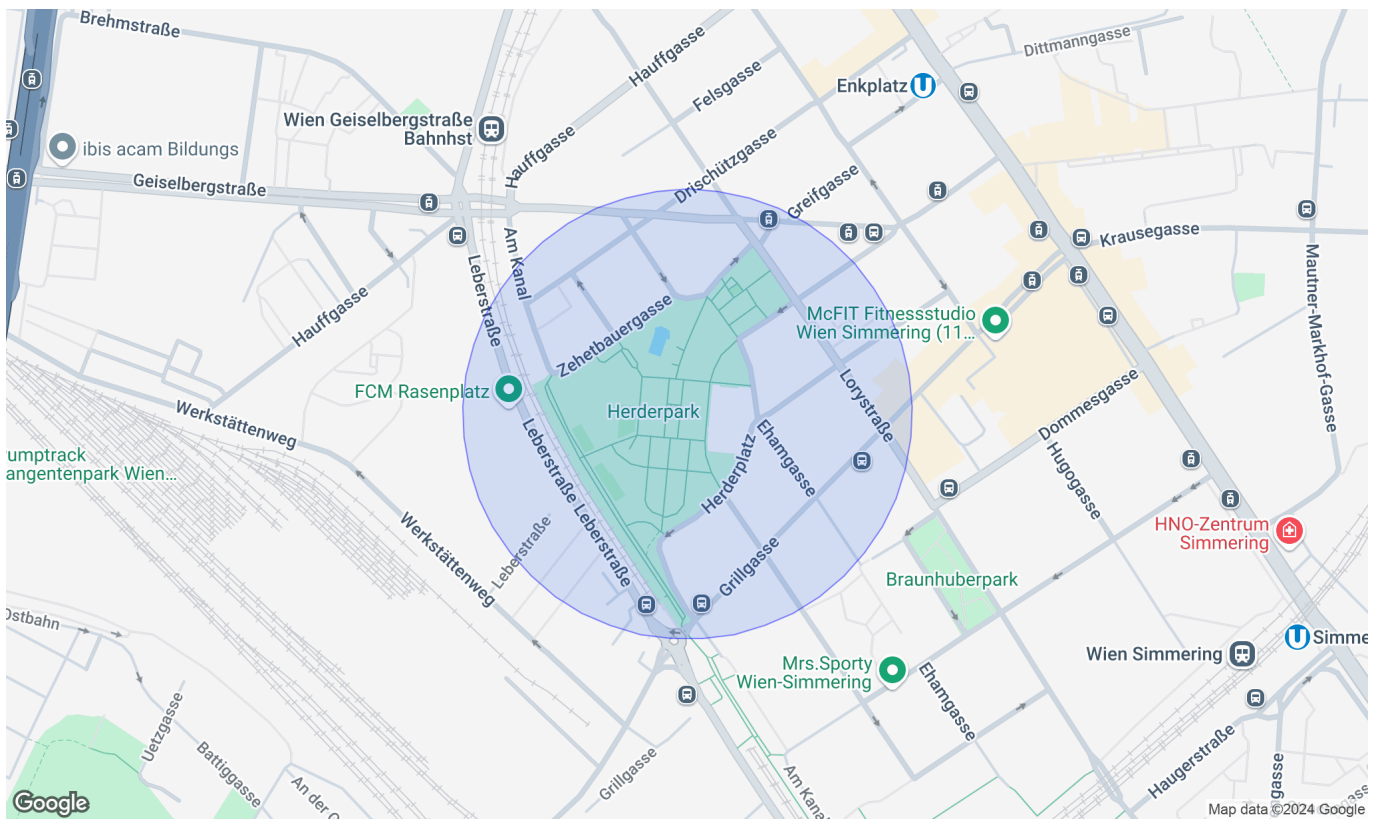 Brehmstraße
Hauffgasse
Dittmanngasse
Felsgasse
Enkplatz
Wien Geiselbergstraße
Bahnhst
ibis acam Bildungs
Hauffgasse
Drischützgasse
Geiselbergstraße
Greifgasse
Krausegasse
Am Kanal
Leberstraße
Mautner-Markhof-Gasse
Hauffgasse
Zehetbauergasse
McFIT Fitnessstudio
Wien Simmering (11...
FCM Rasenplatz
Lorystraße
Dommesgasse
Herderpark
Werkstättenweg
umptrack
angentenpark Wien...
Leberstraße
Ehamgasse
Herderplatz
Hugogasse
Werkstättenweg
Leberstraße
Leberstraße
Grillgasse
HNO-Zentrum
Simmering
Braunhuberpark
Ostbahn
Wien Simmering
Simme
Mrs.Sporty
Wien-Simmering
Ehamgasse
Uetzgasse
Battiggasse
Grillgasse
Am Kana
Haugerstraße
gasse
An der O
Google
Map data ©2024 Google